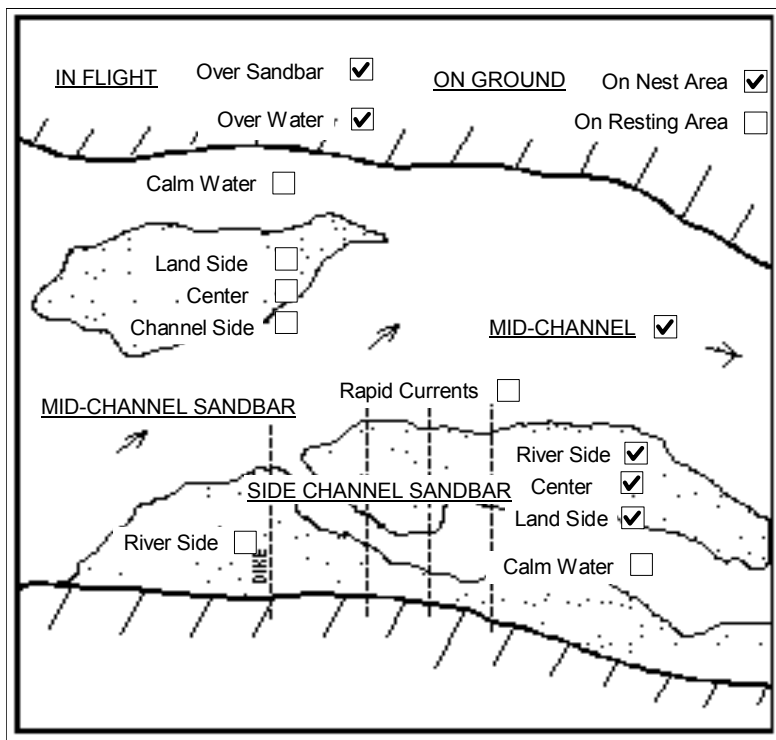 IN FLIGHT
Over Sandbar
Over Water
ON GROUND
On Nest Area
On Resting Area
Calm Water
Land Side
Center
Channel Side
MID-CHANNEL
MID-CHANNEL SANDBAR
Rapid Currents
SIDE CHANNEL SANDBAR
River Side
Center
Land Side
River Side
DIKE
Calm Water